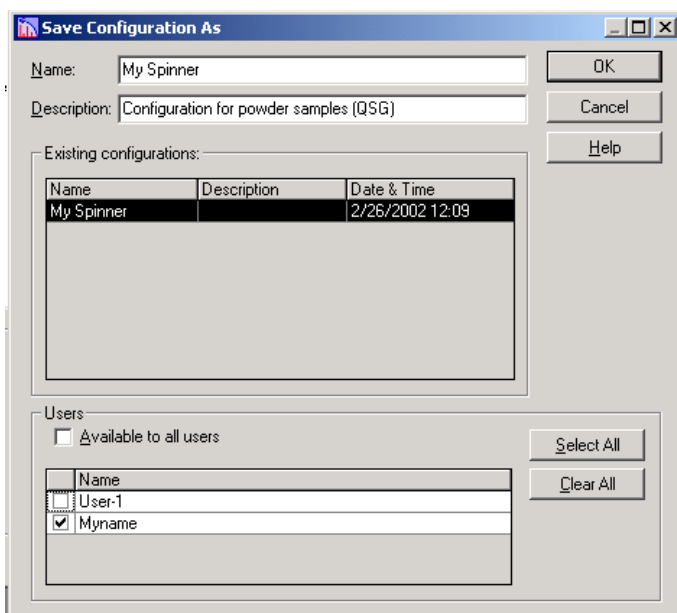 Save Configuration As
Name: My Spinner OK
Description: Configuration for powder samples (QSG) Cancel
Help
Existing configurations:
Name Description Date & Time
My Spinner 2/26/2002 12:09
Users
Available to all users
Select All
Name
Clear All
User-1
Myname